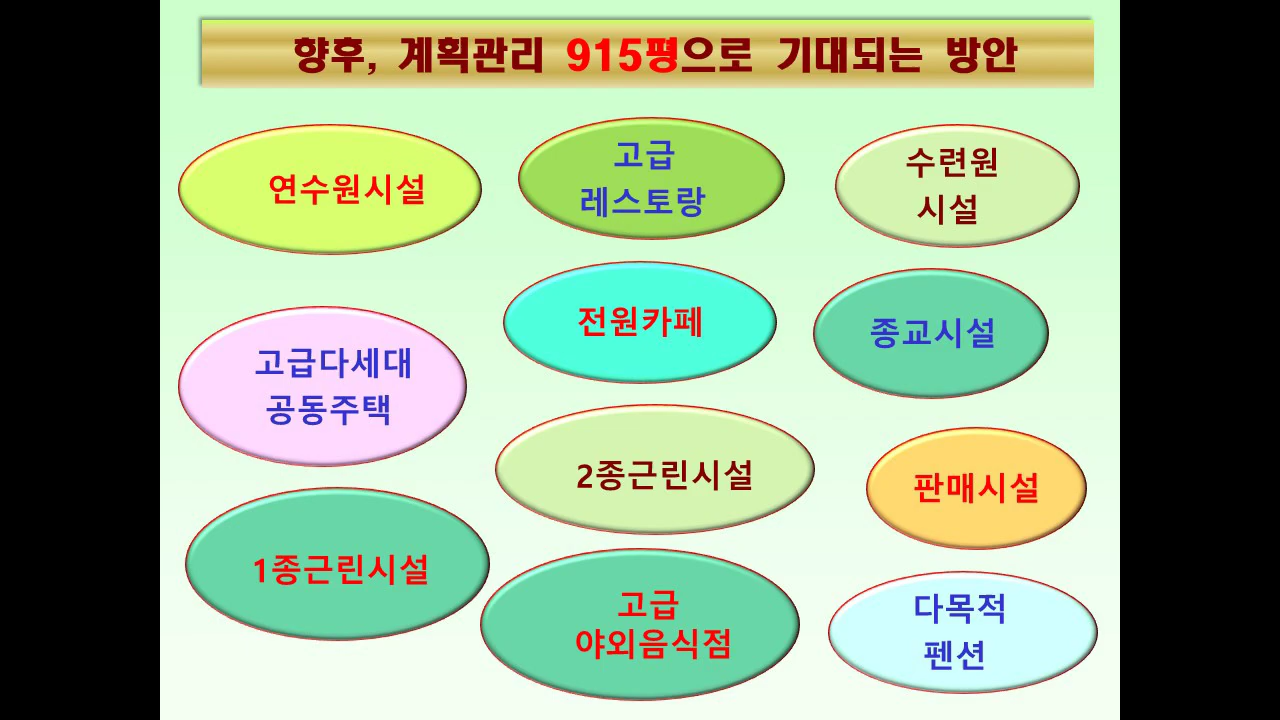 향후, 계획관리 915평으로 기대되는 방안
연수원시설
고급
레스토랑
수련원
시설
전원카페
종교시설
고급다세대
공동주택
2종근린시설
판매시설
1종근린시설
고급
야외음식점
다목적
펜션